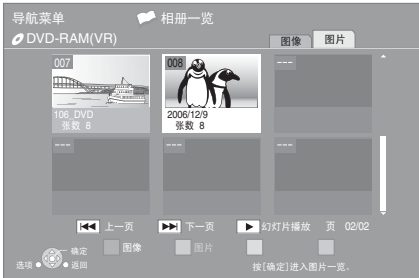 导航菜单 相册一览
DVD-RAM(VR)
图像 图片
007 008 ---
106_DVD 2006/12/9
张数 8 张数 8
--- --- ---
上一页 下一页 幻灯片播放 页 02/02
确定 图像 图片
选项 返回 按[确定]进入图片一览。